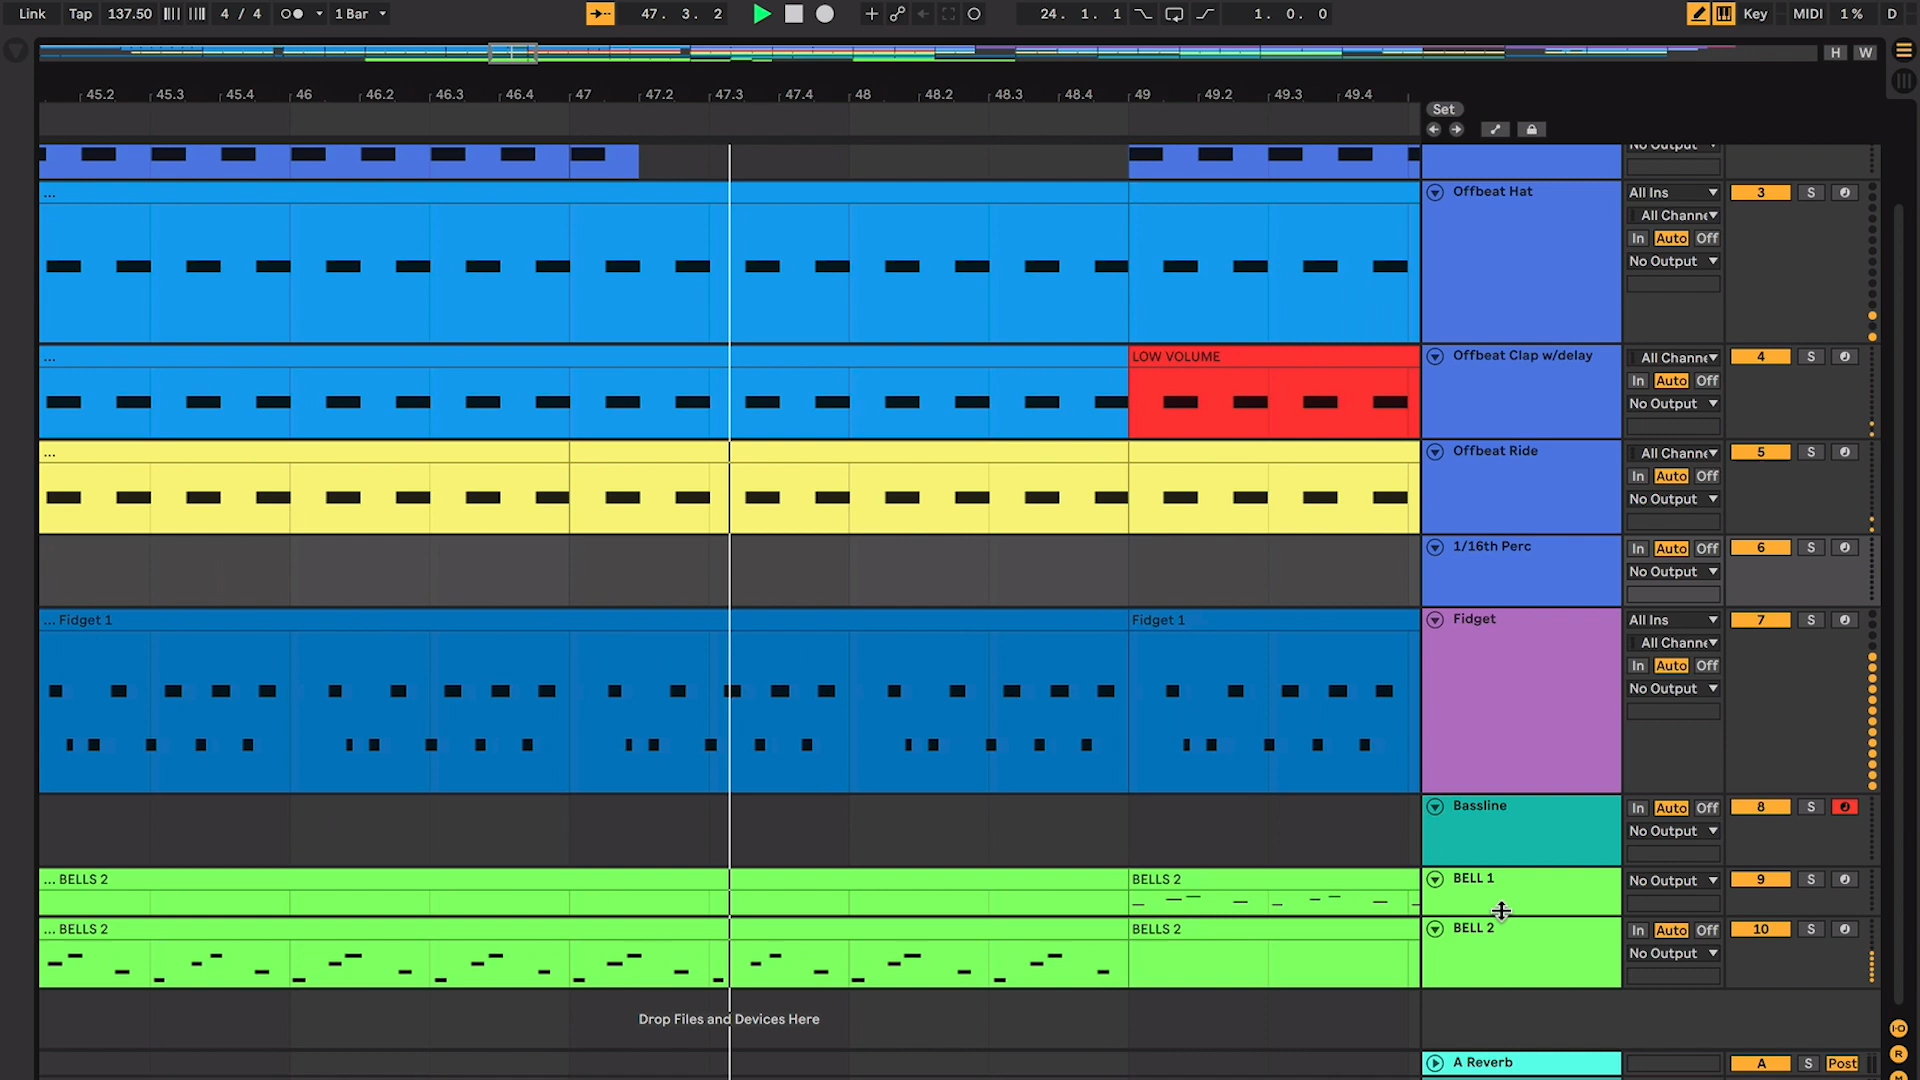 Link Tap 137.50 4 / 4 1 Bar 47. 3. 2 24. 1. 1 1. 0. 0 Key MIDI 1 % D
H W
45.2 45.3 45.4 46 46.2 46.3 46.4 47 47.2 47.3 47.4 48 48.2 48.3 48.4 49 49.2 49.3 49.4
Set
No Output
... Offbeat Hat All Ins 3 S
All Channe
In Auto Off
No Output
... LOW VOLUME Offbeat Clap w/delay All Channe 4 S
In Auto Off
No Output
... Offbeat Ride All Channe 5 S
In Auto Off
No Output
1/16th Perc In Auto Off 6 S
No Output
... Fidget 1 Fidget 1 Fidget All Ins 7 S
All Channe
In Auto Off
No Output
Bassline In Auto Off 8 S
No Output
... BELLS 2 BELLS 2 BELL 1 No Output 9 S
... BELLS 2 BELLS 2 BELL 2 In Auto Off 10 S
No Output
Drop Files and Devices Here
I·O
R
A Reverb A S Post